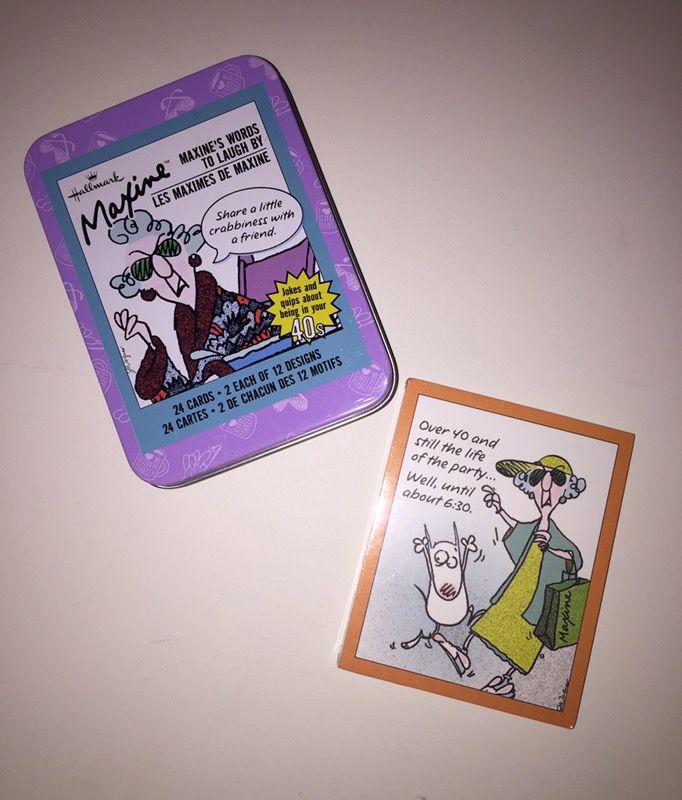 Hallmark
Maxine™
MAXINE'S WORDS
TO LAUGH BY
LES MAXIMES DE MAXINE
Share a little
crabbiness with
a friend.
Jokes and
quips about
being in your
40s
24 CARDS • 2 EACH OF 12 DESIGNS
24 CARTES • 2 DE CHACUN DES 12 MOTIFS
Over 40 and
still the life
of the party...
Well, until
about 6:30.
Maxine